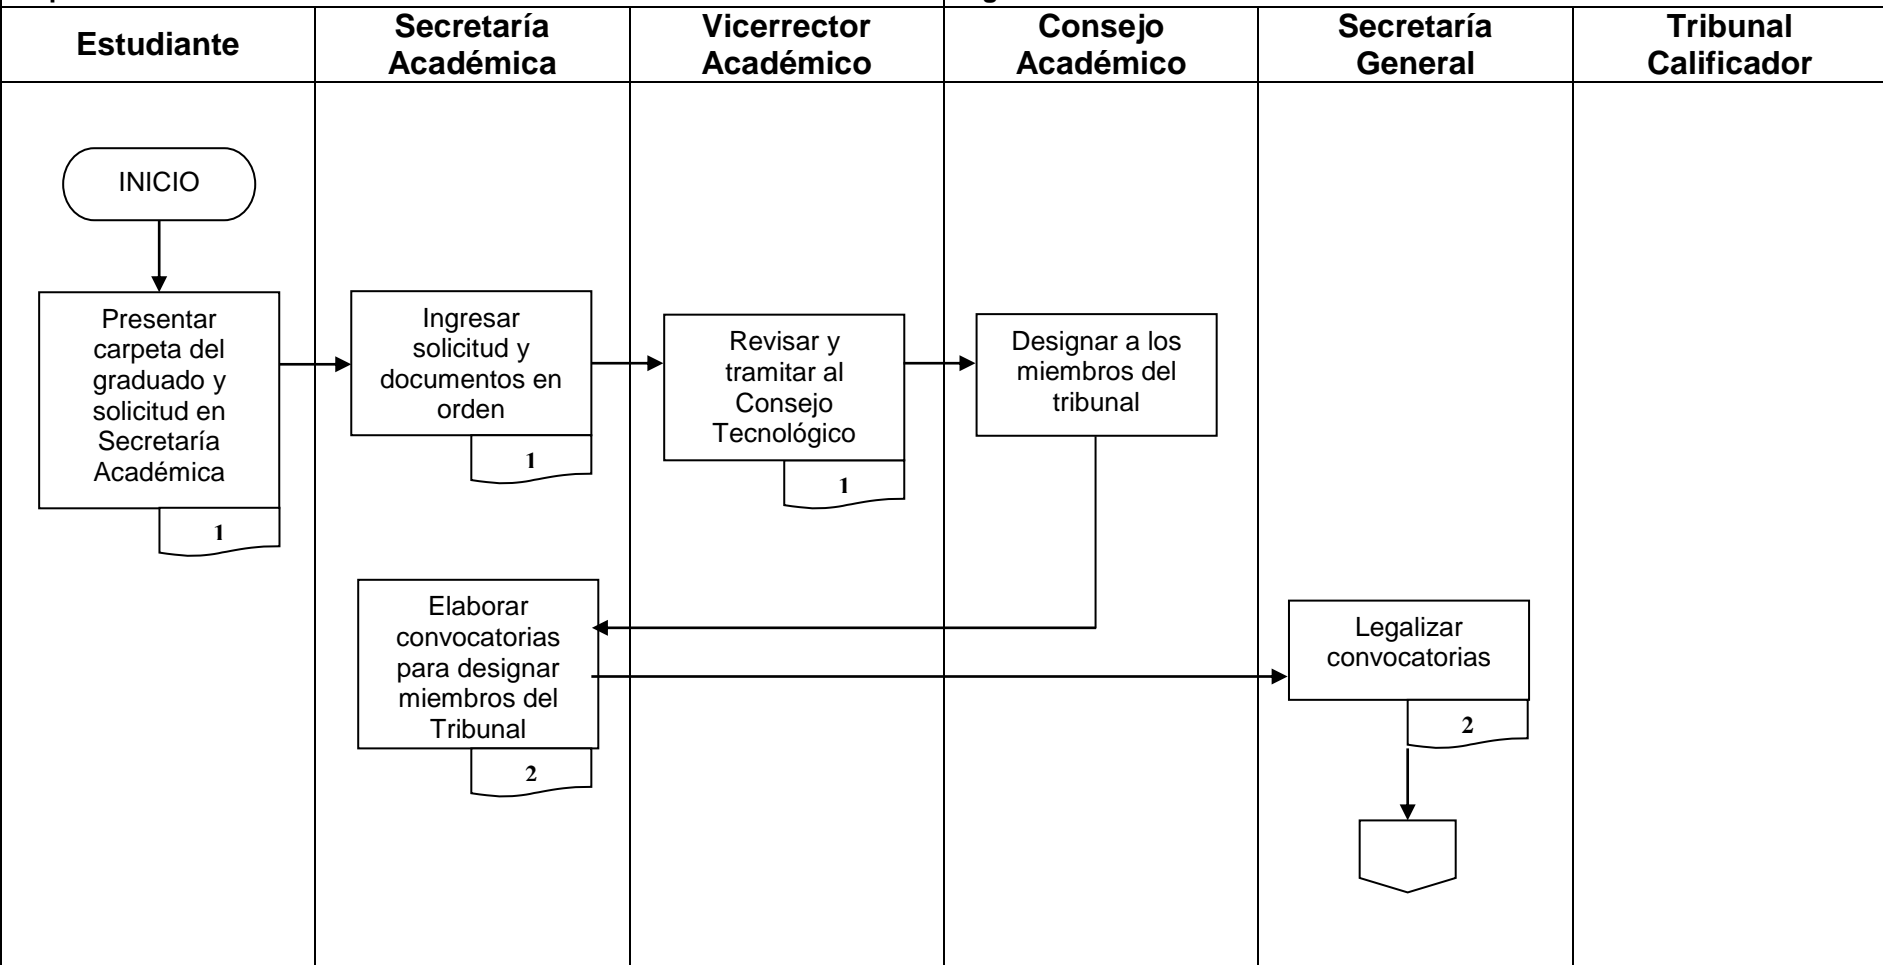 Estudiante
Secretaría
Académica
Vicerrector
Académico
Consejo
Académico
Secretaría
General
Tribunal
Calificador
INICIO
Presentar
carpeta del
graduado y
solicitud en
Secretaría
Académica
1
Ingresar
solicitud y
documentos en
orden
1
Revisar y
tramitar al
Consejo
Tecnológico
1
Designar a los
miembros del
tribunal
Elaborar
convocatorias
para designar
miembros del
Tribunal
2
Legalizar
convocatorias
2